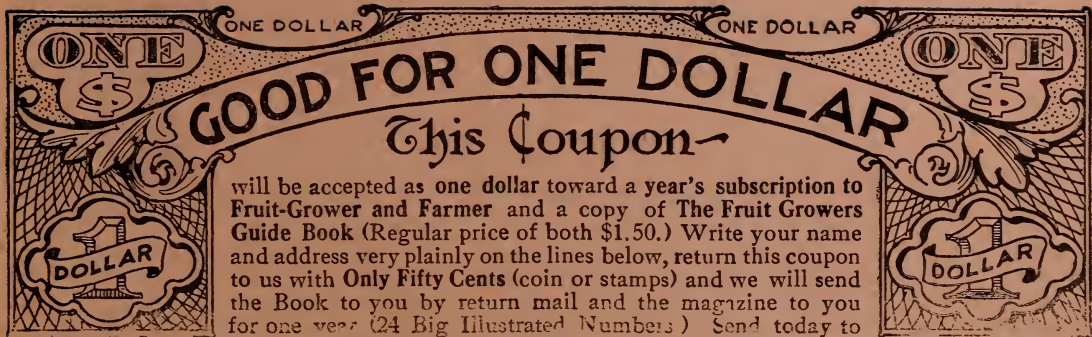 ONE DOLLAR ONE DOLLAR
ONE $ ONE $
GOOD FOR ONE DOLLAR
This Coupon-
will be accepted as one dollar toward a year's subscription to
Fruit-Grower and Farmer and a copy of The Fruit Growers
Guide Book (Regular price of both $1.50.) Write your name
and address very plainly on the lines below, return this coupon
to us with Only Fifty Cents (coin or stamps) and we will send
the Book to you by return mail and the magazine to you
for one year (24 Big Illustrated Numbers.) Send today to
1 DOLLAR 1 DOLLAR